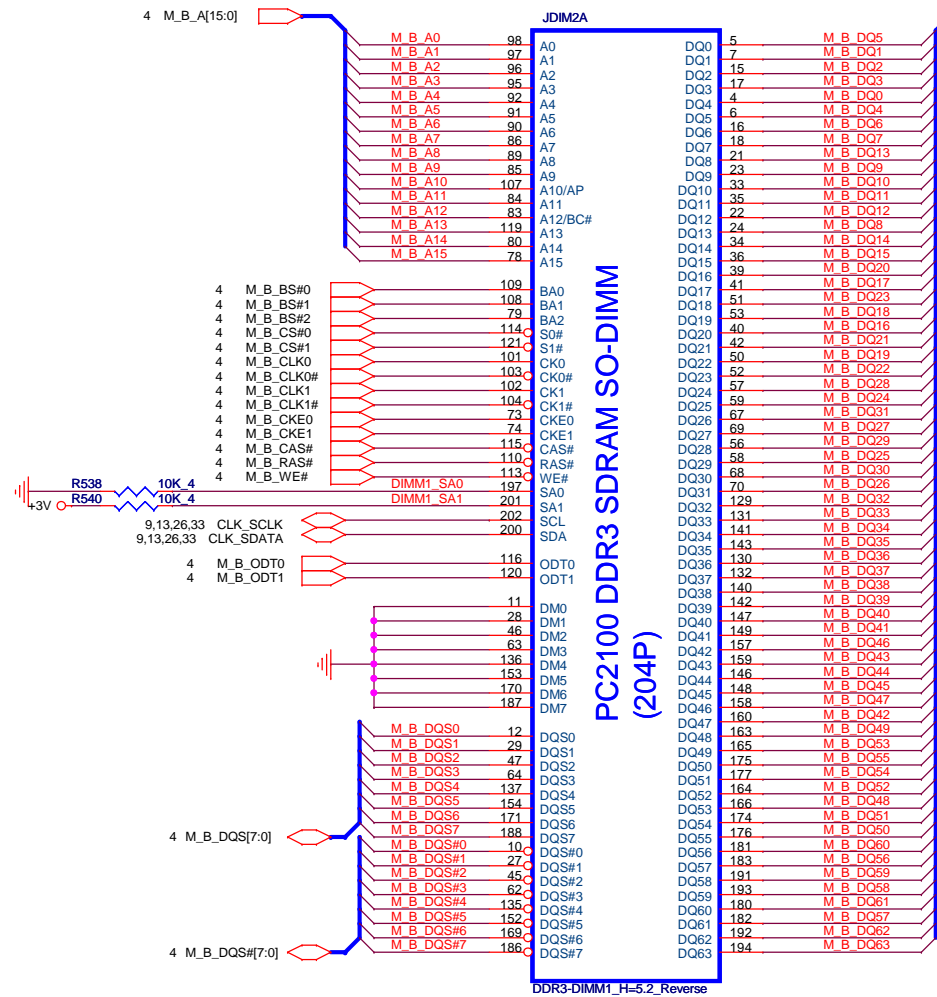 4 M_B_A[15:0]
JDIM2A
M_B_A0 98 A0 DQ0 5 M_B_DQ5
M_B_A1 97 A1 DQ1 7 M_B_DQ1
M_B_A2 96 A2 DQ2 15 M_B_DQ2
M_B_A3 95 A3 DQ3 17 M_B_DQ3
M_B_A4 92 A4 DQ4 4 M_B_DQ0
M_B_A5 91 A5 DQ5 6 M_B_DQ4
M_B_A6 90 A6 DQ6 16 M_B_DQ6
M_B_A7 86 A7 DQ7 18 M_B_DQ7
M_B_A8 89 A8 DQ8 21 M_B_DQ13
M_B_A9 85 A9 DQ9 23 M_B_DQ9
M_B_A10 107 A10/AP DQ10 33 M_B_DQ10
M_B_A11 84 A11 DQ11 35 M_B_DQ11
M_B_A12 83 A12/BC# DQ12 22 M_B_DQ12
M_B_A13 119 A13 DQ13 24 M_B_DQ8
M_B_A14 80 A14 DQ14 34 M_B_DQ14
M_B_A15 78 A15 DQ15 36 M_B_DQ15
DQ16 39 M_B_DQ20
4 M_B_BS#0 109 BA0 DQ17 41 M_B_DQ17
4 M_B_BS#1 108 BA1 DQ18 51 M_B_DQ23
4 M_B_BS#2 79 BA2 DQ19 53 M_B_DQ18
4 M_B_CS#0 114 S0# DQ20 40 M_B_DQ16
4 M_B_CS#1 121 S1# DQ21 42 M_B_DQ21
4 M_B_CLK0 101 CK0 DQ22 50 M_B_DQ19
4 M_B_CLK0# 103 CK0# DQ23 52 M_B_DQ22
4 M_B_CLK1 102 CK1 DQ24 57 M_B_DQ28
4 M_B_CLK1# 104 CK1# DQ25 59 M_B_DQ24
4 M_B_CKE0 73 CKE0 DQ26 67 M_B_DQ31
4 M_B_CKE1 74 CKE1 DQ27 69 M_B_DQ27
4 M_B_CAS# 115 CAS# DQ28 56 M_B_DQ29
4 M_B_RAS# 110 RAS# DQ29 58 M_B_DQ25
4 M_B_WE# 113 WE# DQ30 68 M_B_DQ30
R538 10K_4 DIMM1_SA0 197 SA0 DQ31 70 M_B_DQ26
+3V R540 10K_4 DIMM1_SA1 201 SA1 DQ32 129 M_B_DQ32
9,13,26,33 CLK_SCLK 202 SCL DQ33 131 M_B_DQ33
9,13,26,33 CLK_SDATA 200 SDA DQ34 141 M_B_DQ34
DQ35 143 M_B_DQ35
4 M_B_ODT0 116 ODT0 DQ36 130 M_B_DQ36
4 M_B_ODT1 120 ODT1 DQ37 132 M_B_DQ37
DQ38 140 M_B_DQ38
11 DM0 DQ39 142 M_B_DQ39
28 DM1 DQ40 147 M_B_DQ40
46 DM2 DQ41 149 M_B_DQ41
63 DM3 DQ42 157 M_B_DQ46
136 DM4 DQ43 159 M_B_DQ43
153 DM5 DQ44 146 M_B_DQ44
170 DM6 DQ45 148 M_B_DQ45
187 DM7 DQ46 158 M_B_DQ47
DQ47 160 M_B_DQ42
M_B_DQS0 12 DQS0 DQ48 163 M_B_DQ49
M_B_DQS1 29 DQS1 DQ49 165 M_B_DQ53
M_B_DQS2 47 DQS2 DQ50 175 M_B_DQ55
M_B_DQS3 64 DQS3 DQ51 177 M_B_DQ54
M_B_DQS4 137 DQS4 DQ52 164 M_B_DQ52
M_B_DQS5 154 DQS5 DQ53 166 M_B_DQ48
M_B_DQS6 171 DQS6 DQ54 174 M_B_DQ51
4 M_B_DQS[7:0] M_B_DQS7 188 DQS7 DQ55 176 M_B_DQ50
M_B_DQS#0 10 DQS#0 DQ56 181 M_B_DQ60
M_B_DQS#1 27 DQS#1 DQ57 183 M_B_DQ56
M_B_DQS#2 45 DQS#2 DQ58 191 M_B_DQ59
M_B_DQS#3 62 DQS#3 DQ59 193 M_B_DQ58
M_B_DQS#4 135 DQS#4 DQ60 180 M_B_DQ61
M_B_DQS#5 152 DQS#5 DQ61 182 M_B_DQ57
M_B_DQS#6 169 DQS#6 DQ62 192 M_B_DQ62
4 M_B_DQS#[7:0] M_B_DQS#7 186 DQS#7 DQ63 194 M_B_DQ63
PC2100 DDR3 SDRAM SO-DIMM
(204P)
DDR3-DIMM1_H=5.2_Reverse